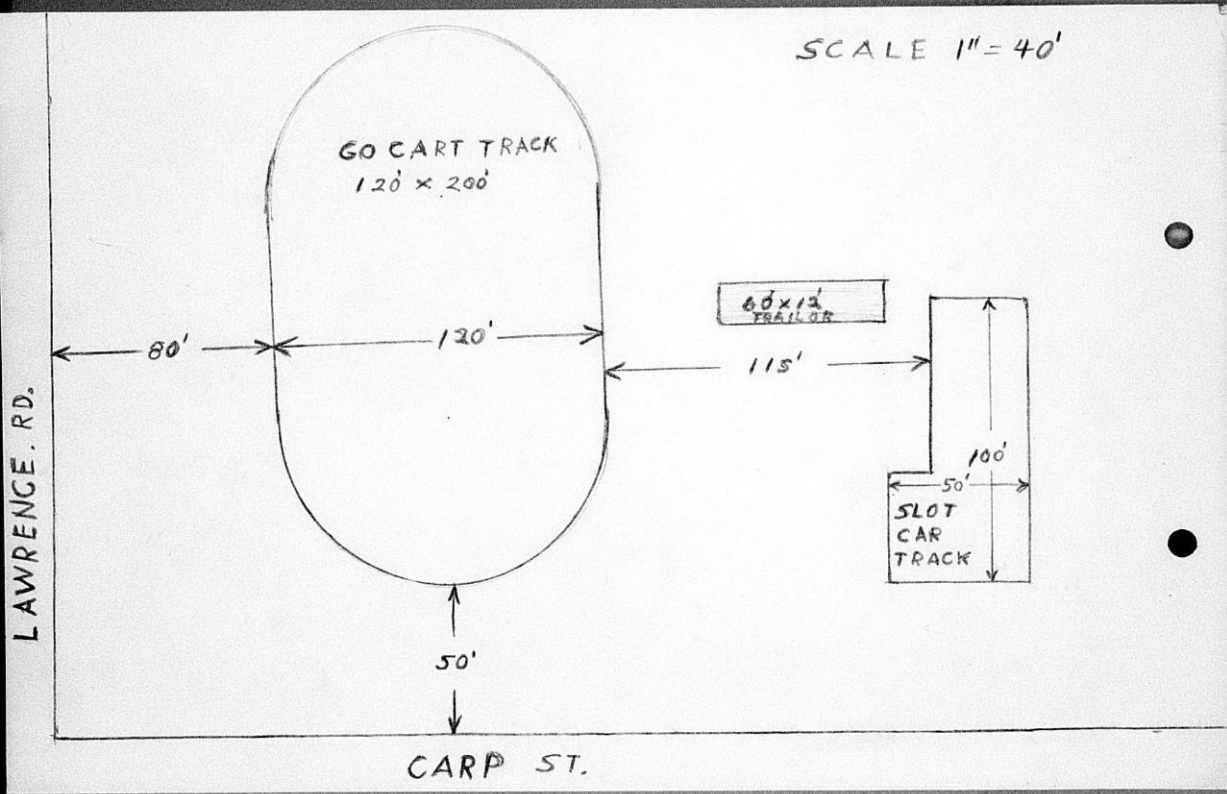 SCALE 1"=40'
GO CART TRACK
120' x 200'
60' x 12'
TRAILOR
80'
120'
115'
100'
50'
SLOT
CAR
TRACK
LAWRENCE. RD.
50'
CARP ST.